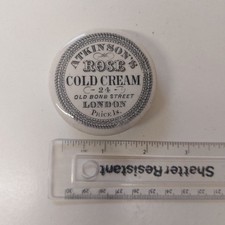 ATKINSON'S
ROSE
COLD CREAM
24
OLD BOND STREET
LONDON
PRICE 1s.
Shatter Resistant